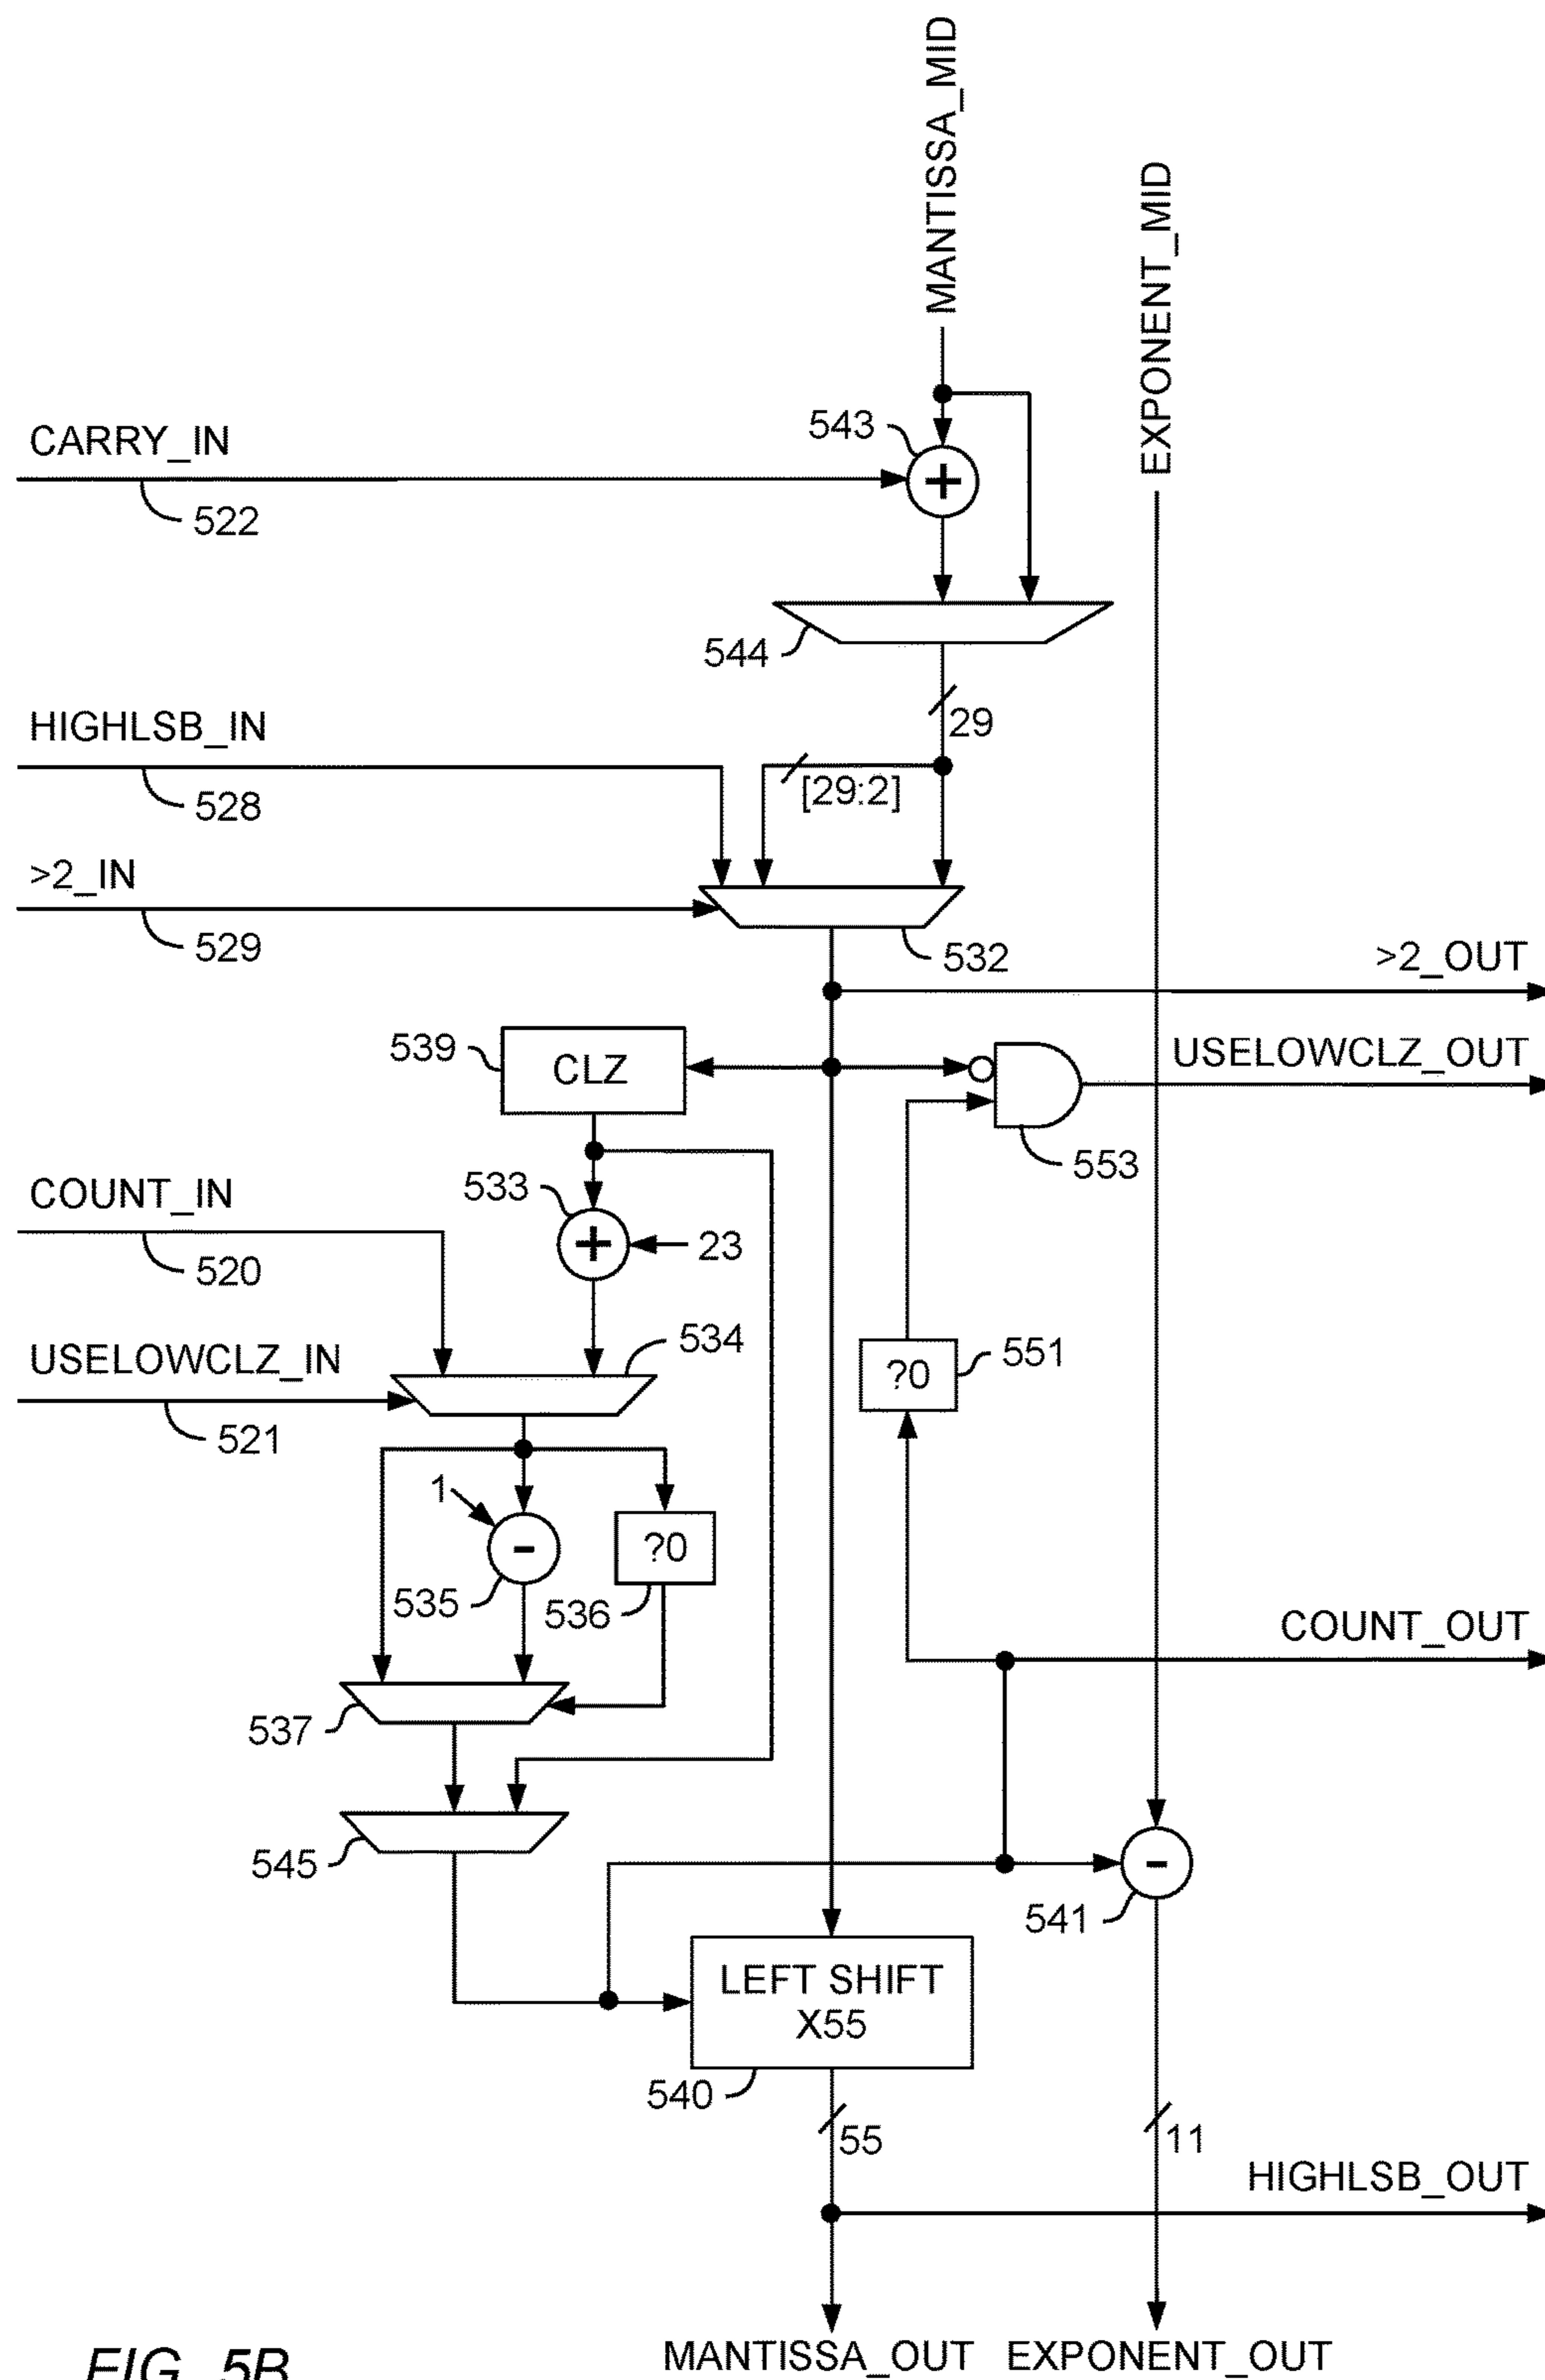 MANTISSA_MID
EXPONENT_MID
543
+
CARRY_IN
522
544
29
HIGHLSB_IN
[29:2]
528
>2_IN
529
532
>2_OUT
539
CLZ
USELOWCLZ_OUT
553
COUNT_IN
533
520
+
23
USELOWCLZ_IN
534
551
?0
521
1
-
?0
535
536
COUNT_OUT
537
545
-
541
LEFT SHIFT
X55
540
55
11
HIGHLSB_OUT
MANTISSA_OUT
EXPONENT_OUT
FIG. 5B